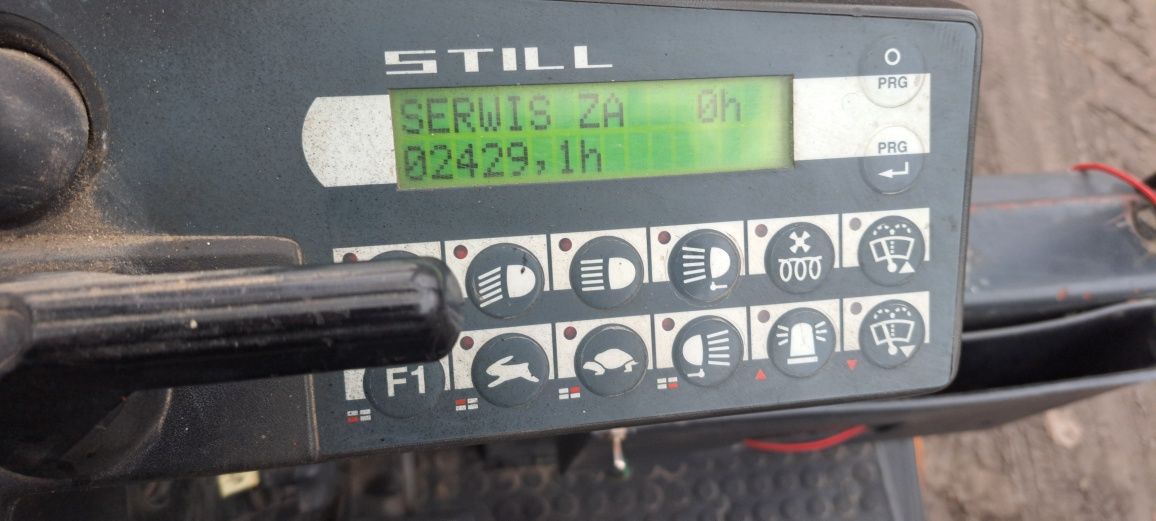 STILL
SERWIS ZA 0h
02429,1h
O
PRG
PRG
F1